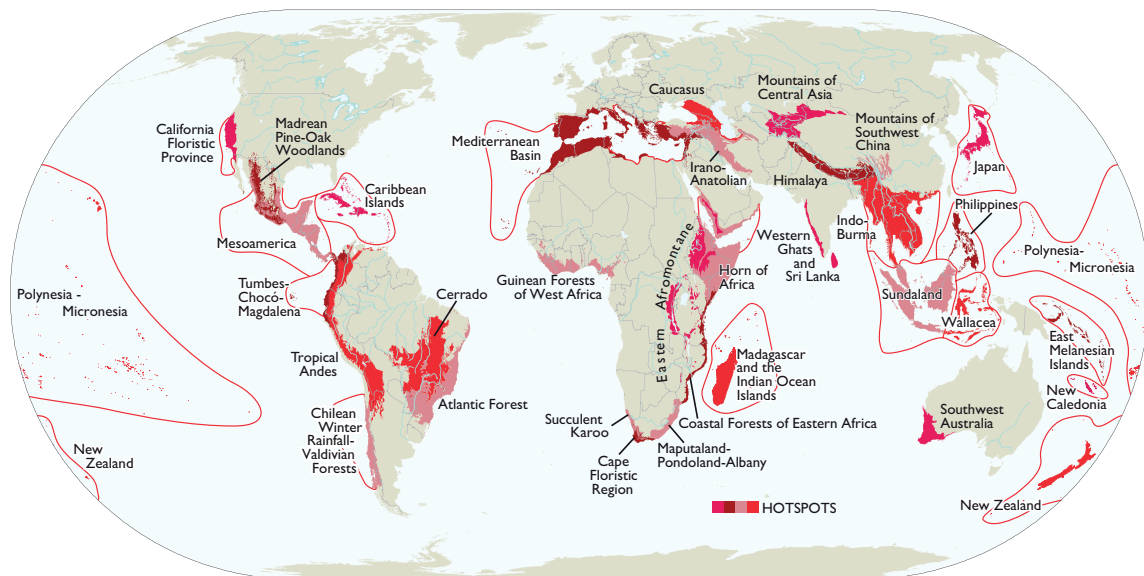 California
Floristic
Province
Madrean
Pine-Oak
Woodlands
Caribbean
Islands
Mesoamerica
Polynesia -
Micronesia
Tumbes-
Chocó-
Magdalena
Cerrado
Tropical
Andes
Atlantic Forest
Chilean
Winter
Rainfall-
Valdivian
Forests
New
Zealand
Mediterranean
Basin
Caucasus
Irano-
Anatolian
Mountains of
Central Asia
Mountains of
Southwest
China
Himalaya
Japan
Philippines
Indo-
Burma
Western
Ghats
and
Sri Lanka
Polynesia-
Micronesia
Guinean Forests
of West Africa
Eastern Afromontane
Horn of
Africa
Sundaland
Wallacea
East
Melanesian
Islands
New
Caledonia
Madagascar
and the
Indian Ocean
Islands
Coastal Forests of Eastern Africa
Succulent
Karoo
Maputaland-
Pondoland-Albany
Cape
Floristic
Region
Southwest
Australia
New Zealand
HOTSPOTS